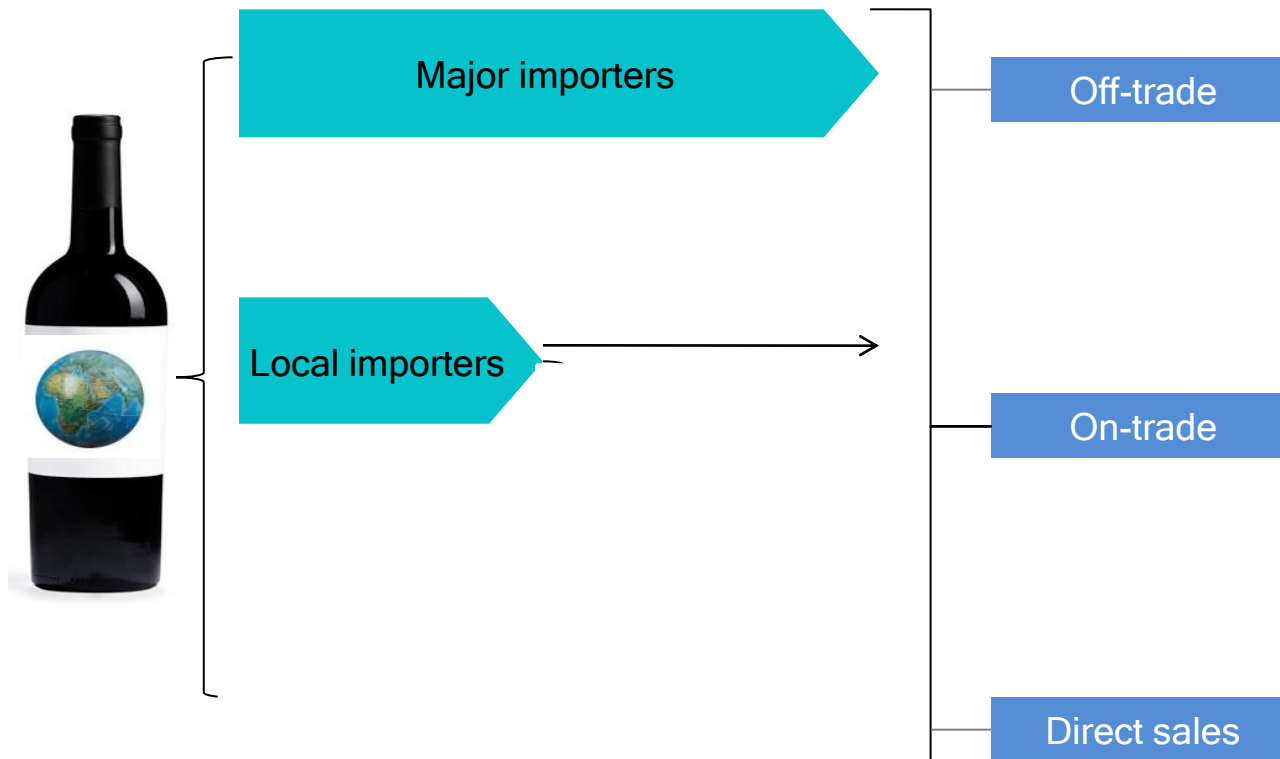 Major importers
Off-trade
Local importers
On-trade
Direct sales